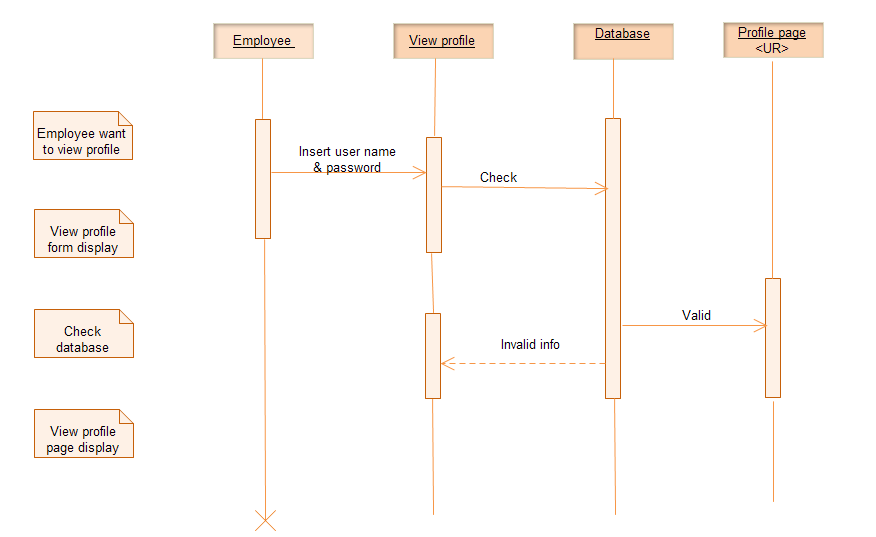 Employee
View profile
Database
Profile page
<UR>
Employee want
to view profile
Insert user name
& password
Check
View profile
form display
Valid
Check
database
Invalid info
View profile
page display